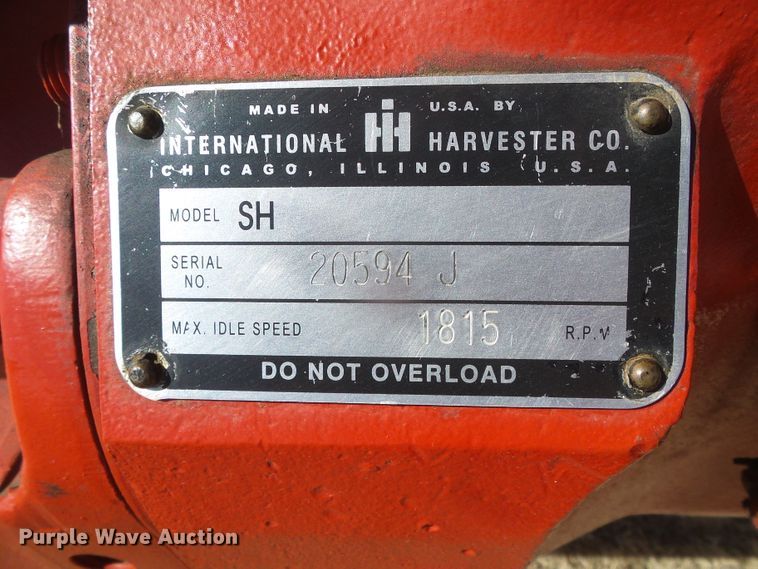 MADE IN IH U.S.A. BY
INTERNATIONAL HARVESTER CO.
CHICAGO, ILLINOIS U.S.A.
MODEL SH
SERIAL NO. 20594 J
MAX. IDLE SPEED 1815 R.P.M
DO NOT OVERLOAD
Purple Wave Auction